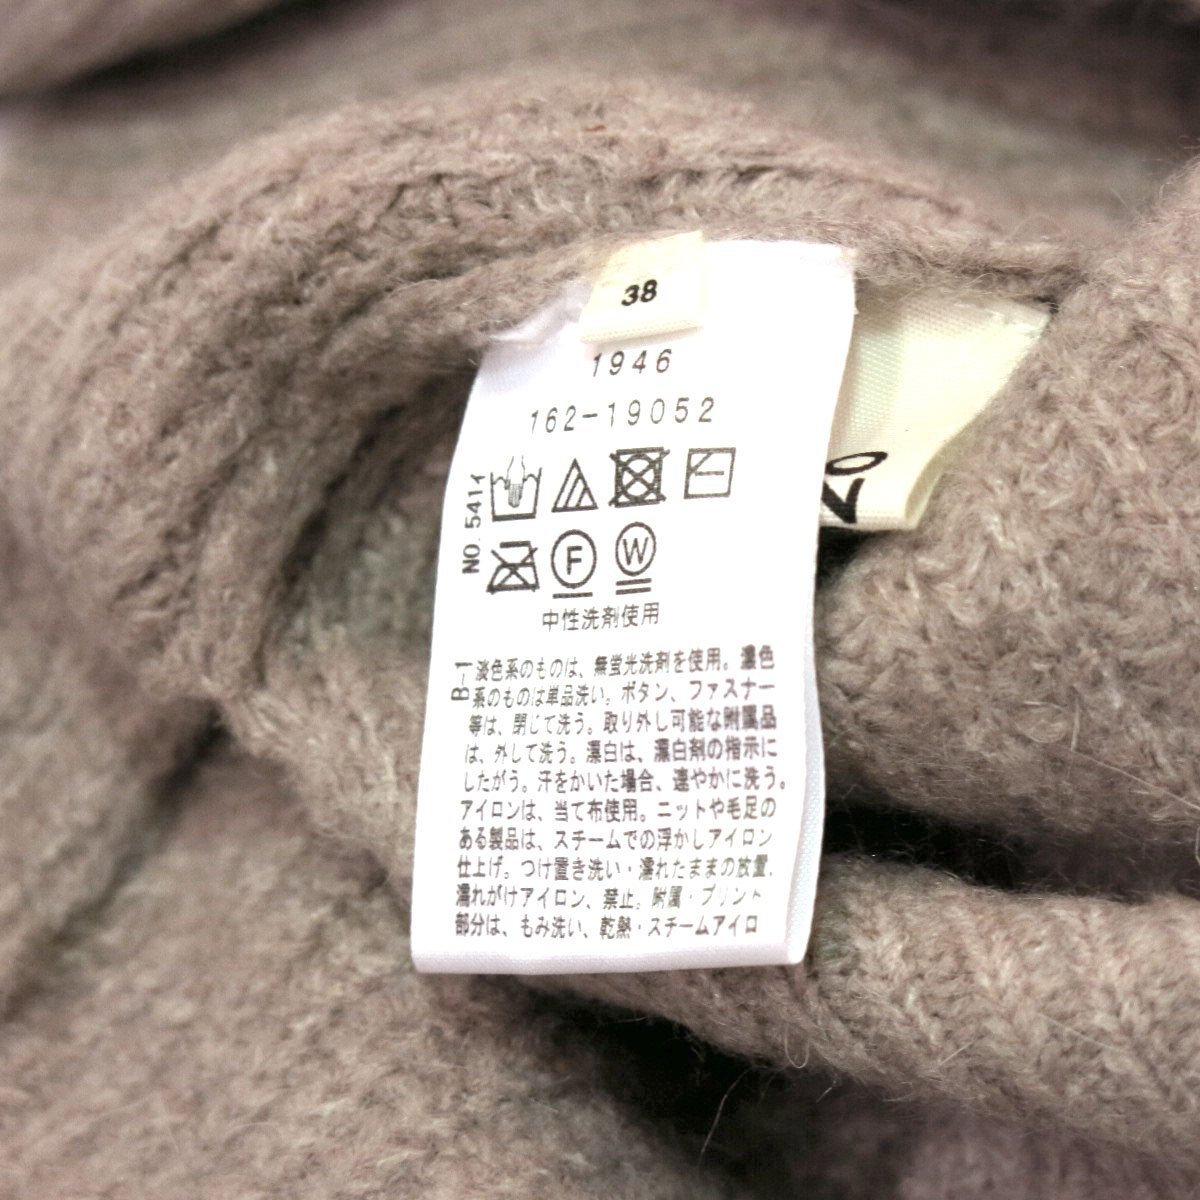 38
1946
162-19052
NO. 541イ
F W
中性洗剤使用
B-1
淡色系のものは、無蛍光洗剤を使用。濃色
系のものは単品洗い。ボタン、ファスナー
等は、閉じて洗う。取り外し可能な附属品
は、外して洗う。漂白は、漂白剤の指示に
したがう。汗をかいた場合、速やかに洗う。
アイロンは、当て布使用。ニットや毛足の
ある製品は、スチームでの浮かしアイロン
仕上げ。つけ置き洗い・濡れたままの放置、
濡れがけアイロン、禁止。附属・プリント
部分は、もみ洗い、乾熱・スチームアイロ